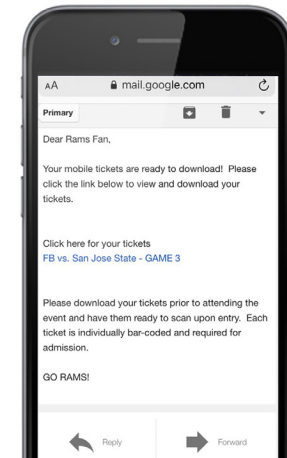 AA mail.google.com
Primary
Dear Rams Fan,
Your mobile tickets are ready to download! Please
click the link below to view and download your
tickets.
Click here for your tickets
FB vs. San Jose State - GAME 3
Please download your tickets prior to attending the
event and have them ready to scan upon entry. Each
ticket is individually bar-coded and required for
admission.
GO RAMS!
Reply Forward